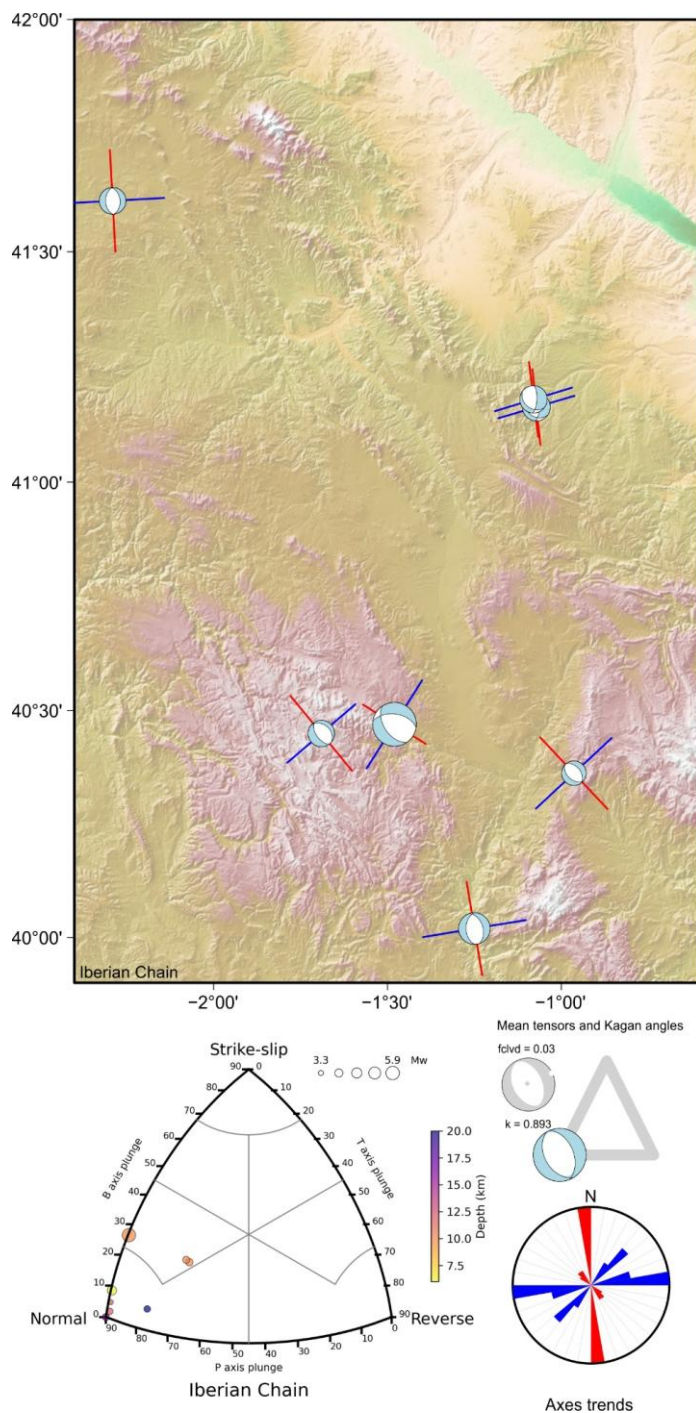 42°00'
41°30'
41°00'
40°30'
40°00'
Iberian Chain
−2°00' −1°30' −1°00'
Mean tensors and Kagan angles
fclvd = 0.03
k = 0.893
Strike-slip
3.3 5.9 Mw
90 0
80 10
70 20
60 30
50 40
40 50
30 60
20 70
10 80
0 90
B axis plunge
T axis plunge
20.0
17.5
15.0
12.5
10.0
7.5
Depth (km)
N
Normal
Reverse
90 80 70 60 50 40 30 20 10 0
P axis plunge
Iberian Chain
Axes trends